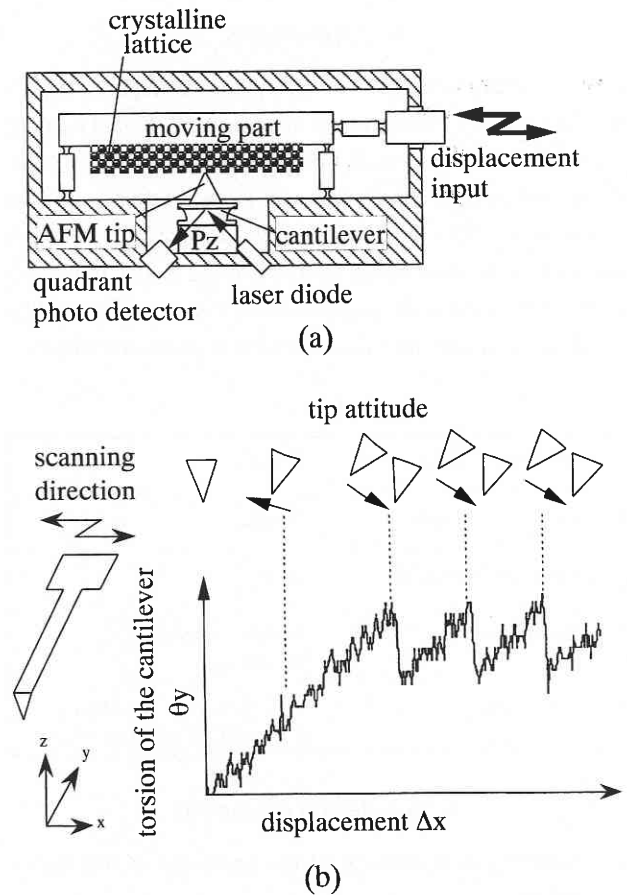 crystalline
lattice
moving part
displacement
input
AFM tip
Pz
cantilever
quadrant
photo detector
laser diode
(a)
tip attitude
scanning
direction
torsion of the cantilever
θy
z
y
x
displacement Δx
(b)